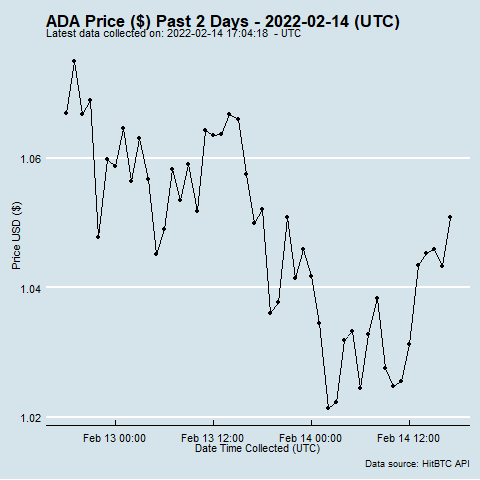 ADA Price ($) Past 2 Days - 2022-02-14 (UTC)
Latest data collected on: 2022-02-14 17:04:18 - UTC
1.06
1.04
1.02
Price USD ($)
Feb 13 00:00 Feb 13 12:00 Feb 14 00:00 Feb 14 12:00
Date Time Collected (UTC)
Data source: HitBTC API